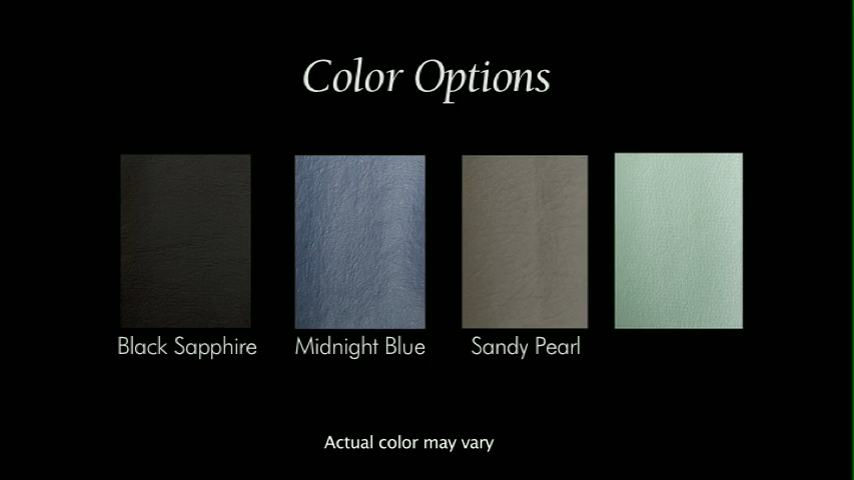 Color Options
Black Sapphire
Midnight Blue
Sandy Pearl
Actual color may vary